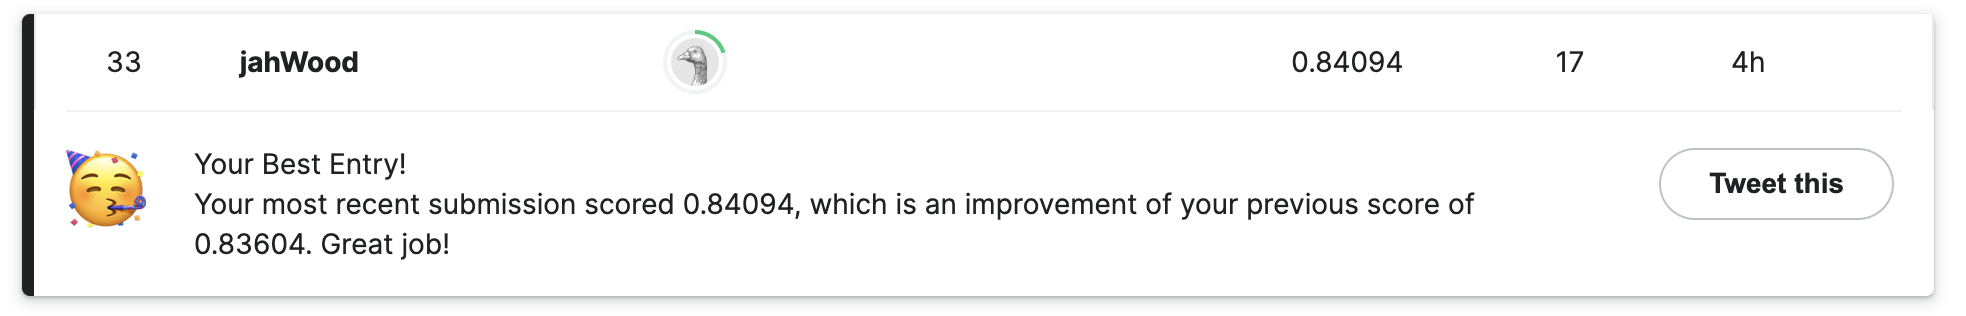 33 jahWood 0.84094 17 4h
Your Best Entry!
Your most recent submission scored 0.84094, which is an improvement of your previous score of
0.83604. Great job!
Tweet this